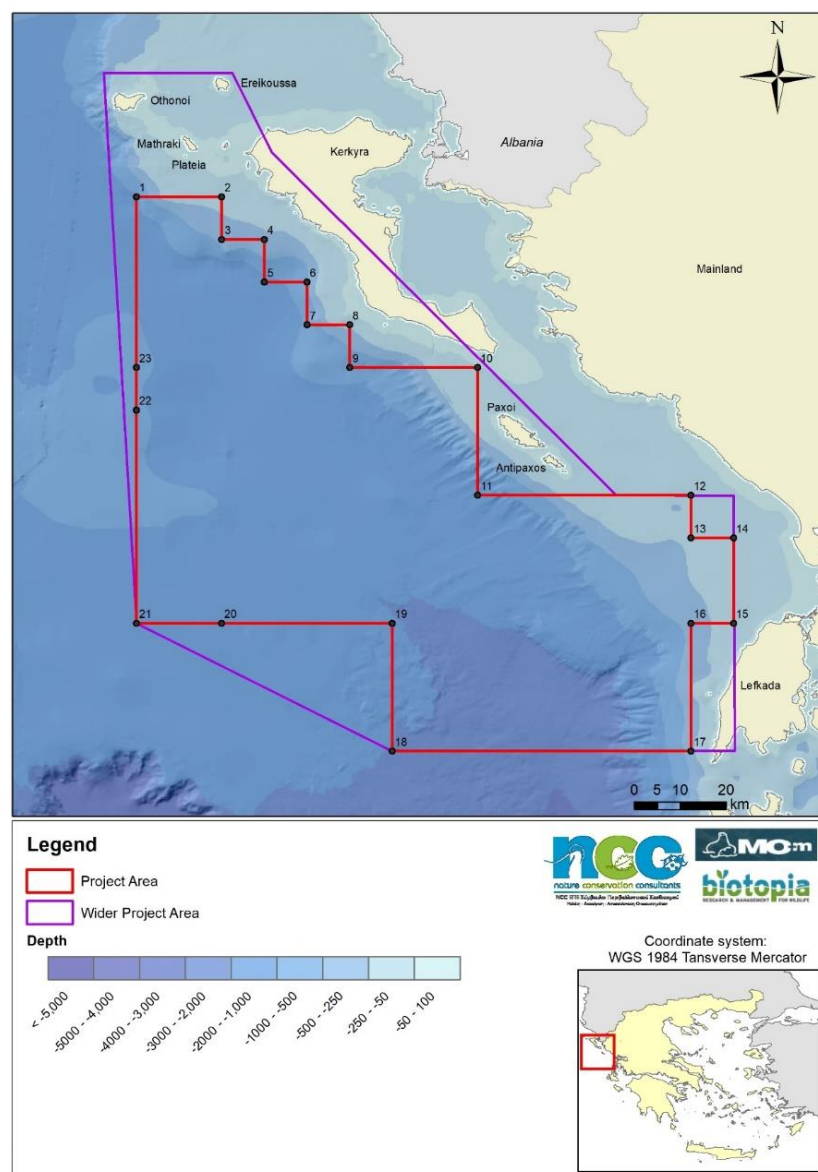 N
Ereikoussa
Othonoi
Albania
Mathraki
Kerkyra
Plateia
1
2
3
4
5
6
Mainland
7
8
23
9
10
22
Paxoi
Antipaxos
11
12
13
14
21
20
19
16
15
Lefkada
18
17
0 5 10 20
km
Legend
Project Area
Wider Project Area
Depth
< -5,000
-5000 - -4,000
-4000 - -3,000
-3000 - -2,000
-2000 - -1,000
-1000 - -500
-500 - -250
-250 - -50
-50 - -100
ncc
nature conservation consultants
MOm
biotopia
RESEARCH & MANAGEMENT FOR WILDLIFE
Coordinate system:
WGS 1984 Tansverse Mercator